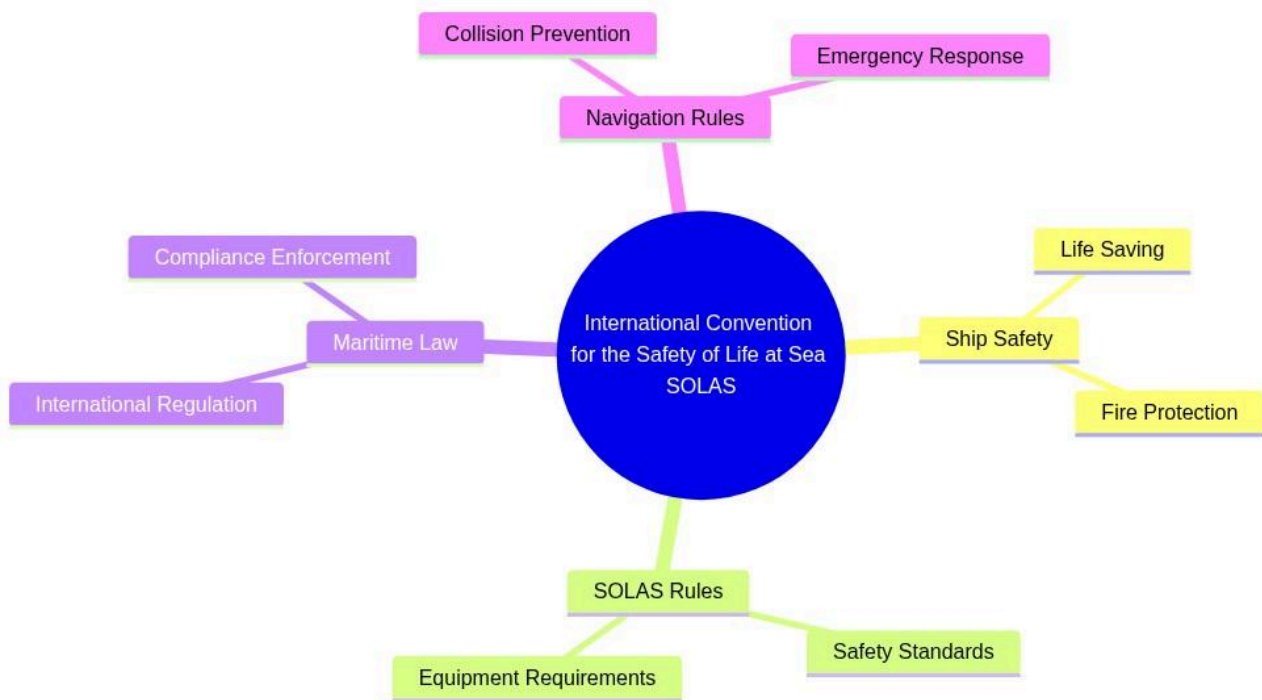 Collision Prevention
Emergency Response
Navigation Rules
Compliance Enforcement
Maritime Law
International Regulation
International Convention
for the Safety of Life at Sea
SOLAS
Life Saving
Ship Safety
Fire Protection
SOLAS Rules
Safety Standards
Equipment Requirements